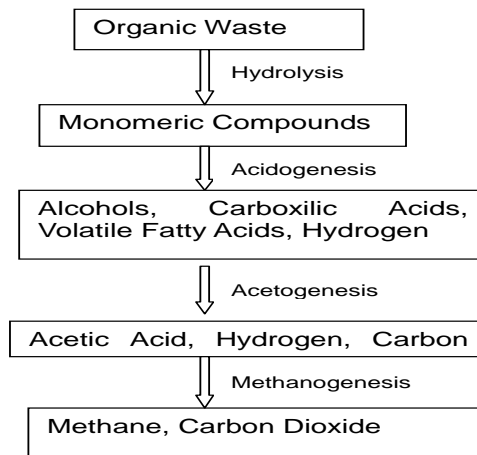 Organic Waste
Hydrolysis
Monomeric Compounds
Acidogenesis
Alcohols, Carboxilic Acids,
Volatile Fatty Acids, Hydrogen
Acetogenesis
Acetic Acid, Hydrogen, Carbon
Methanogenesis
Methane, Carbon Dioxide